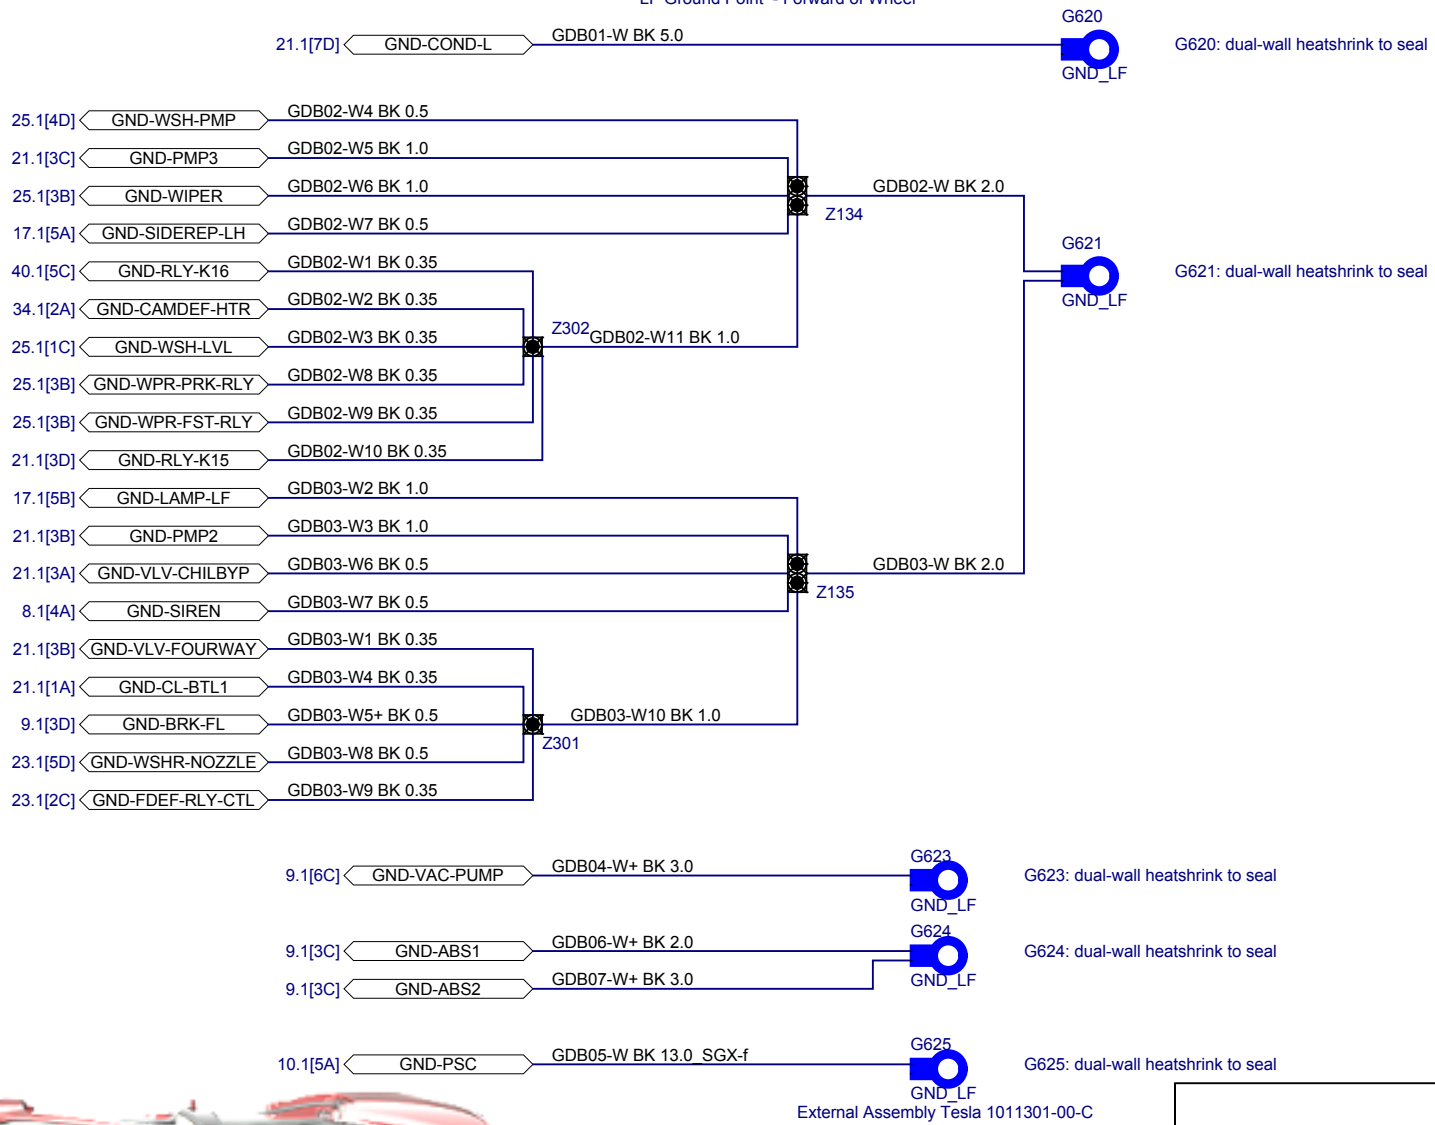 LF Ground Point - Forward of Wheel
G620
21.1[7D] GND-COND-L GDB01-W BK 5.0 G620: dual-wall heatshrink to seal
GND_LF
25.1[4D] GND-WSH-PMP GDB02-W4 BK 0.5
21.1[3C] GND-PMP3 GDB02-W5 BK 1.0
25.1[3B] GND-WIPER GDB02-W6 BK 1.0 GDB02-W BK 2.0
Z134
17.1[5A] GND-SIDEREP-LH GDB02-W7 BK 0.5
G621
40.1[5C] GND-RLY-K16 GDB02-W1 BK 0.35 G621: dual-wall heatshrink to seal
GND_LF
34.1[2A] GND-CAMDEF-HTR GDB02-W2 BK 0.35
Z302
25.1[1C] GND-WSH-LVL GDB02-W3 BK 0.35 GDB02-W11 BK 1.0
25.1[3B] GND-WPR-PRK-RLY GDB02-W8 BK 0.35
25.1[3B] GND-WPR-FST-RLY GDB02-W9 BK 0.35
21.1[3D] GND-RLY-K15 GDB02-W10 BK 0.35
17.1[5B] GND-LAMP-LF GDB03-W2 BK 1.0
21.1[3B] GND-PMP2 GDB03-W3 BK 1.0
21.1[3A] GND-VLV-CHILBYP GDB03-W6 BK 0.5 GDB03-W BK 2.0
Z135
8.1[4A] GND-SIREN GDB03-W7 BK 0.5
21.1[3B] GND-VLV-FOURWAY GDB03-W1 BK 0.35
21.1[1A] GND-CL-BTL1 GDB03-W4 BK 0.35
9.1[3D] GND-BRK-FL GDB03-W5+ BK 0.5 GDB03-W10 BK 1.0
Z301
23.1[5D] GND-WSHR-NOZZLE GDB03-W8 BK 0.5
23.1[2C] GND-FDEF-RLY-CTL GDB03-W9 BK 0.35
G623
9.1[6C] GND-VAC-PUMP GDB04-W+ BK 3.0 G623: dual-wall heatshrink to seal
GND_LF
G624
9.1[3C] GND-ABS1 GDB06-W+ BK 2.0 G624: dual-wall heatshrink to seal
GND_LF
9.1[3C] GND-ABS2 GDB07-W+ BK 3.0
G625
10.1[5A] GND-PSC GDB05-W BK 13.0_SGX-f G625: dual-wall heatshrink to seal
GND_LF
External Assembly Tesla 1011301-00-C